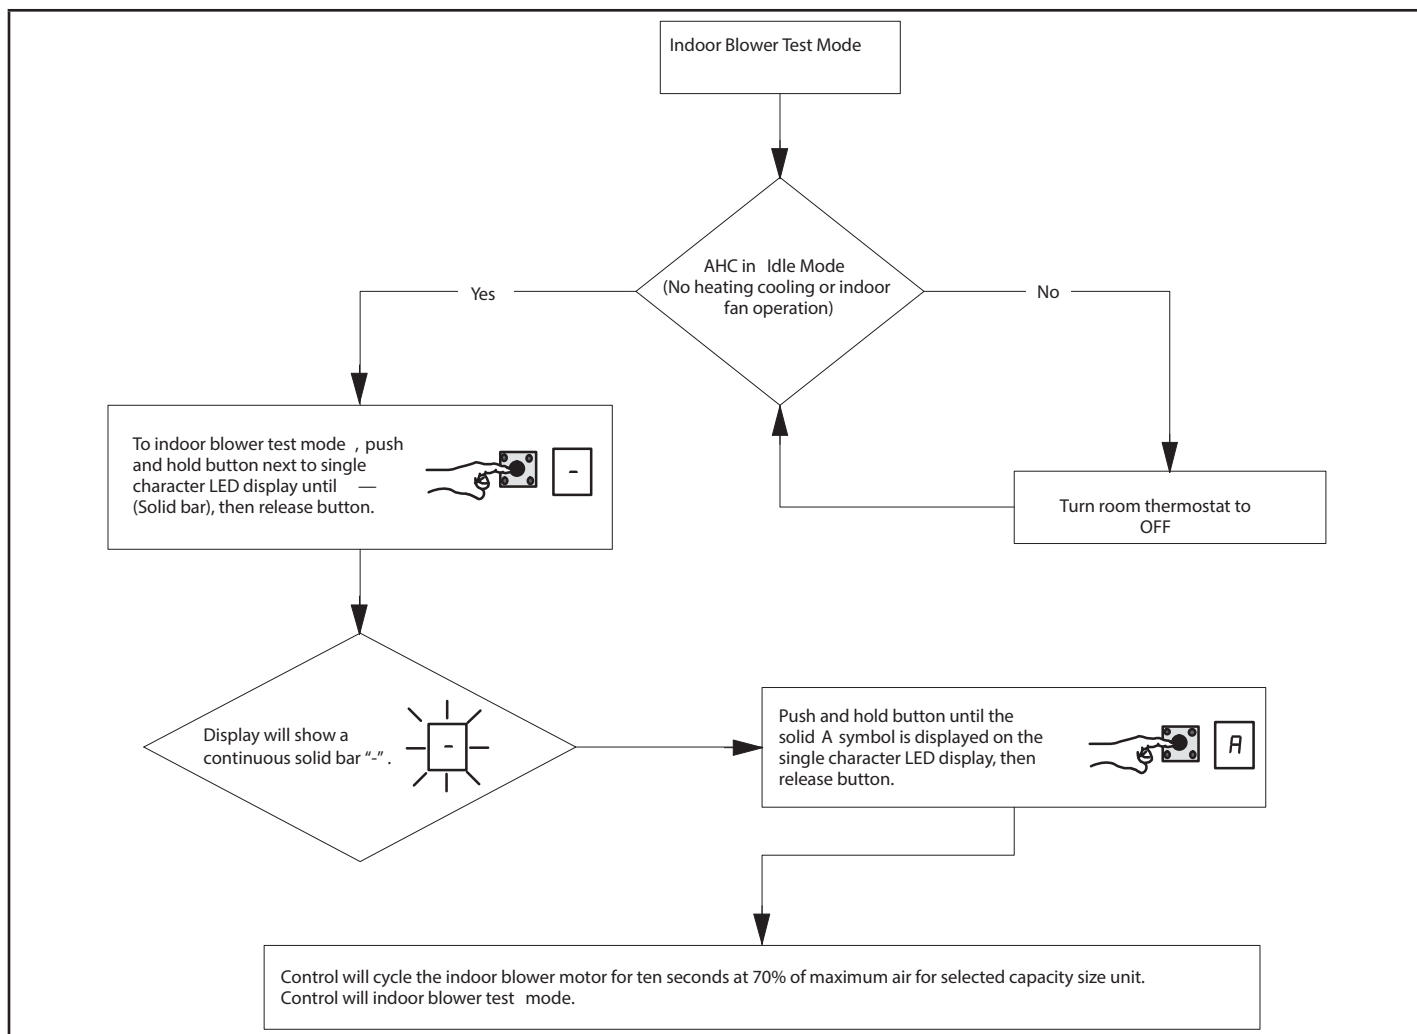 Indoor Blower Test Mode
AHC in Idle Mode
(No heating cooling or indoor
fan operation)
Yes
No
To indoor blower test mode , push
and hold button next to single
character LED display until —
(Solid bar), then release button.
-
Turn room thermostat to
OFF
Display will show a
continuous solid bar “-” .
-
Push and hold button until the
solid A symbol is displayed on the
single character LED display, then
release button.
A
Control will cycle the indoor blower motor for ten seconds at 70% of maximum air for selected capacity size unit.
Control will indoor blower test mode.